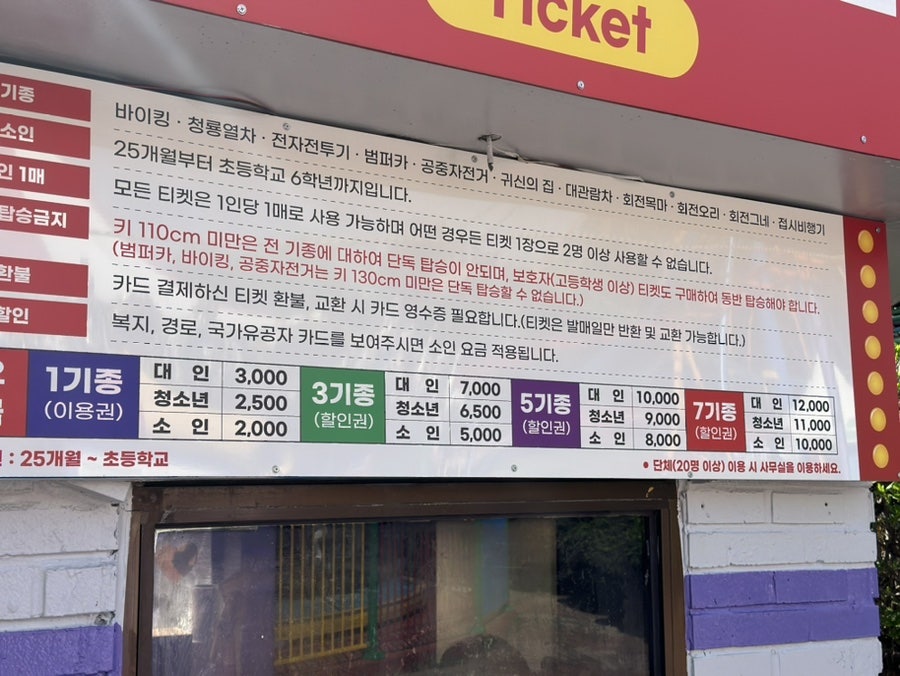 Ticket
기종
바이킹 · 청룡열차 · 전자전투기 · 범퍼카 · 공중자전거 · 귀신의 집 · 대관람차 · 회전목마 · 회전오리 · 회전그네 · 접시비행기
소인
25개월부터 초등학교 6학년까지입니다.
인 1매
모든 티켓은 1인당 1매로 사용 가능하며 어떤 경우든 티켓 1장으로 2명 이상 사용할 수 없습니다.
탑승금지
키 110cm 미만은 전 기종에 대하여 단독 탑승이 안되며, 보호자(고등학생 이상) 티켓도 구매하여 동반 탑승해야 합니다.
(범퍼카, 바이킹, 공중자전거는 키 130cm 미만은 단독 탑승할 수 없습니다.)
환불
카드 결제하신 티켓 환불, 교환 시 카드 영수증 필요합니다.(티켓은 발매일만 반환 및 교환 가능합니다.)
할인
복지, 경로, 국가유공자 카드를 보여주시면 소인 요금 적용됩니다.
1기종 (이용권)
대 인 3,000
청소년 2,500
소 인 2,000
3기종 (할인권)
대 인 7,000
청소년 6,500
소 인 5,000
5기종 (할인권)
대 인 10,000
청소년 9,000
소 인 8,000
7기종 (할인권)
대 인 12,000
청소년 11,000
소 인 10,000
: 25개월 ~ 초등학교
• 단체(20명 이상) 이용 시 사무실을 이용하세요.